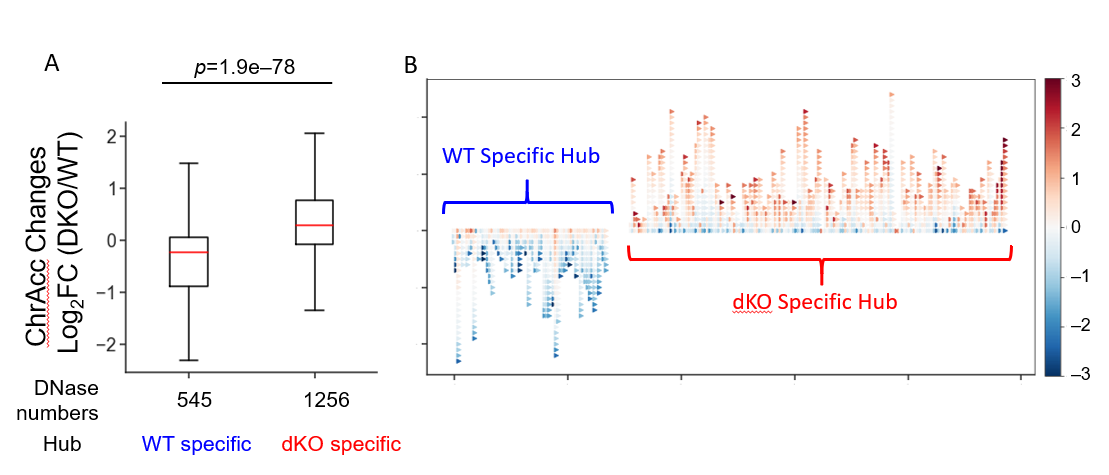 A
p=1.9e–78
ChrAcc Changes
Log₂FC (DKO/WT)
2
1
0
−1
−2
DNase
numbers
545
1256
Hub
WT specific
dKO specific
B
WT Specific Hub
dKO Specific Hub
3
2
1
0
–1
–2
–3